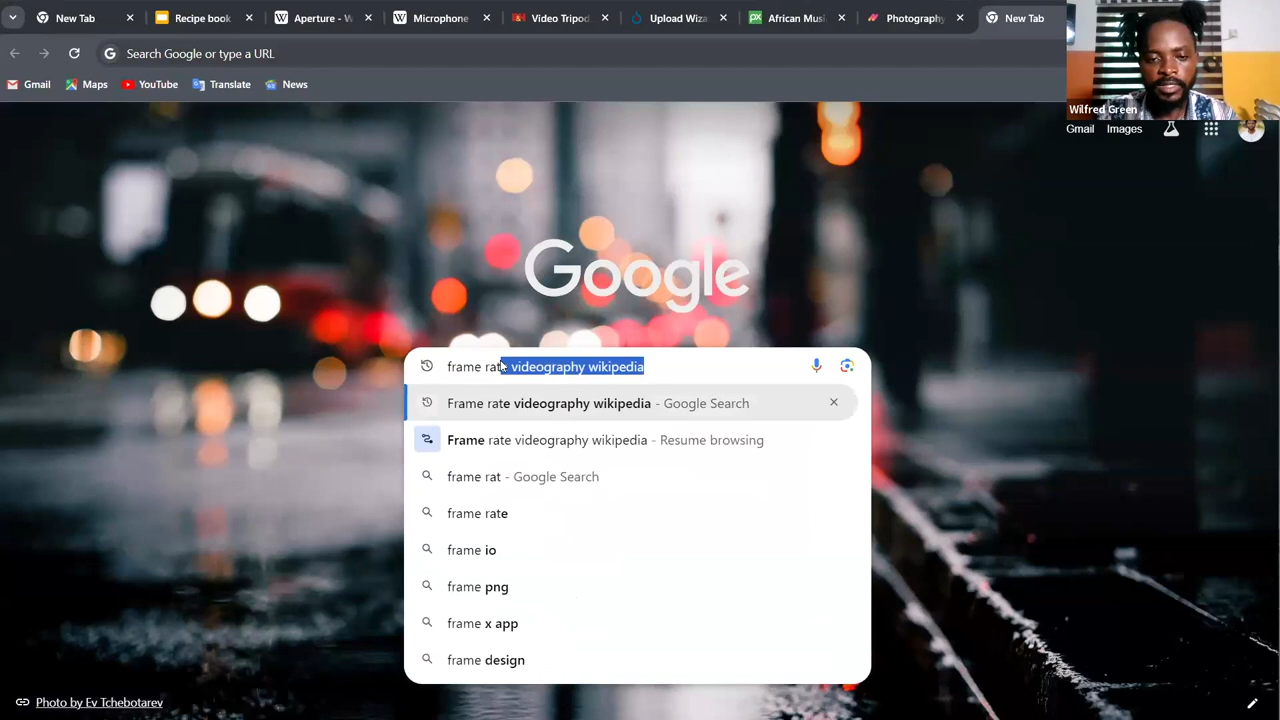 New Tab
Recipe book
Aperture - W
Microphone
Video Tripod
Upload Wiza
African Musi
Photography
New Tab
Search Google or type a URL
Gmail
Maps
YouTube
Translate
News
Wilfred Green
Gmail
Images
Google
frame rate videography wikipedia
Frame rate videography wikipedia - Google Search
Frame rate videography wikipedia - Resume browsing
frame rat - Google Search
frame rate
frame io
frame png
frame x app
frame design
Photo by Ev Tchebotarev